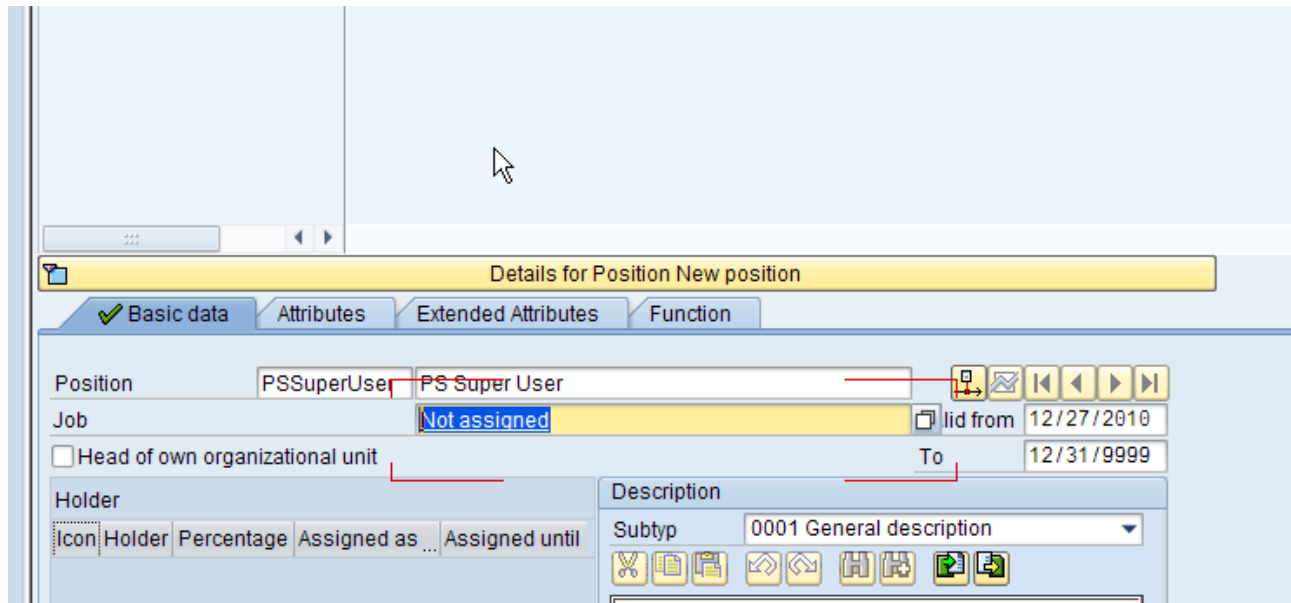 Details for Position New position
Basic data Attributes Extended Attributes Function
Position PSSuperUser PS Super User
Job Not assigned lid from 12/27/2010
Head of own organizational unit To 12/31/9999
Holder Description
Subtyp 0001 General description
Icon Holder Percentage Assigned as ... Assigned until